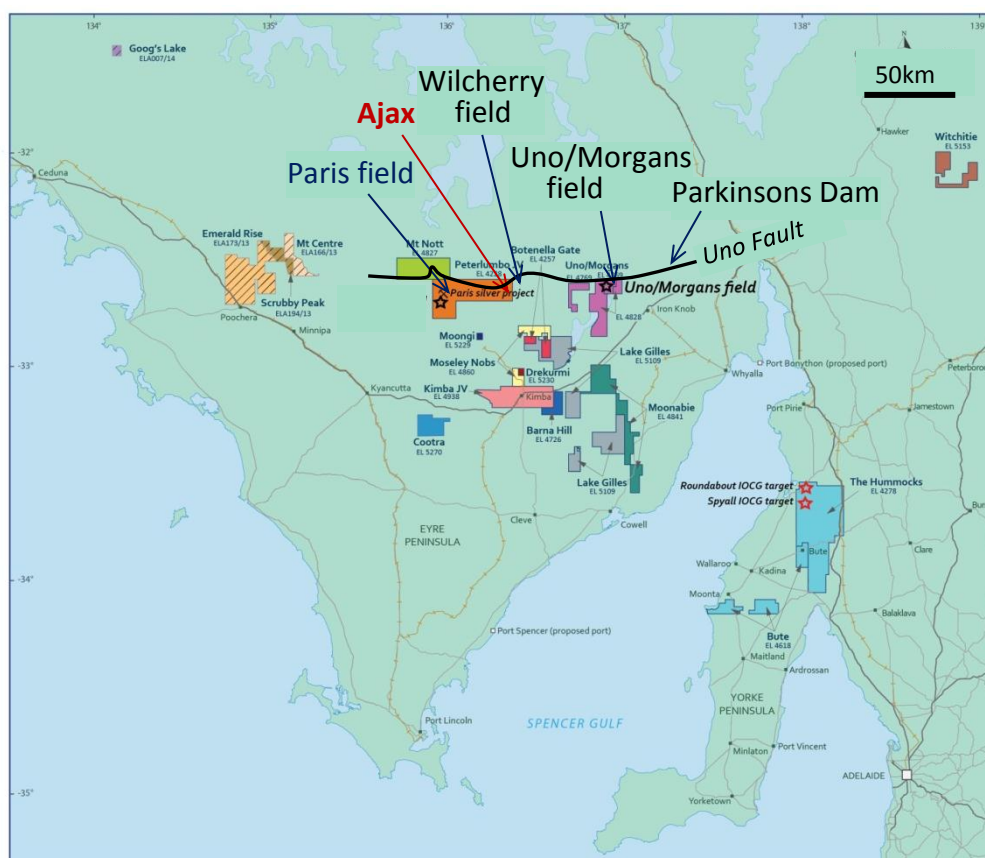 134°
135°
136°
137°
138°
139°
Goog's Lake
ELA007/14
N
50km
Wilcherry
field
Ajax
Hawker
Witchitie
EL 5153
-32°
Ceduna
Paris field
Uno/Morgans
field
Parkinsons Dam
Uno Fault
Emerald Rise
ELA173/13
Mt Centre
ELA166/13
Mt Nott
EL 4827
Botenella Gate
EL 4257
Peterlumbo JV
Uno/Morgans
Paris silver project
Uno/Morgans field
Scrubby Peak
ELA194/13
Poochera
Minnipa
EL 4828
Iron Knob
Moongi
EL 5229
-33°
Lake Gilles
EL 5109
Port Bonython (proposed port)
Whyalla
Peterborough
Moseley Nobs
EL 4860
Drekurmi
EL 5230
Kyancutta
Kimba JV
EL 4938
Kimba
Port Pirie
Jamestown
Moonabie
EL 4841
Barna Hill
EL 4726
Cootra
EL 5270
Lake Gilles
EL 5109
Roundabout IOCG target
Spyall IOCG target
The Hummocks
EL 4278
Cleve
Cowell
EYRE
PENINSULA
Bute
Clare
-34°
Wallaroo
Kadina
Moonta
Balaklava
Port Spencer (proposed port)
Bute
EL 4618
Maitland
Ardrossan
YORKE
PENINSULA
Port Lincoln
SPENCER GULF
Minlaton
Port Vincent
ADELAIDE
-35°
Yorketown